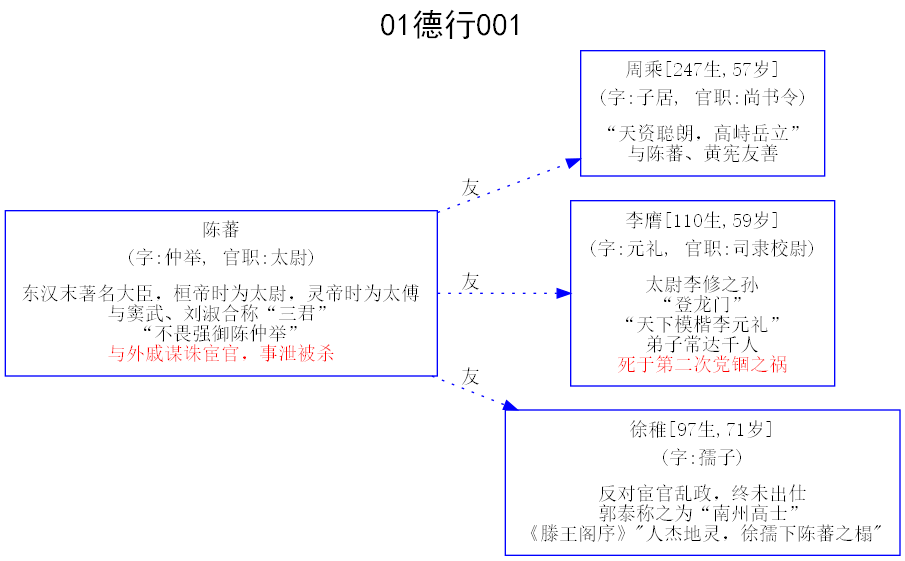 01德行001
周乘[247生,57岁]
(字:子居, 官职:尚书令)
“天资聪朗，高峙岳立”
与陈蕃、黄宪友善
友
陈蕃
(字:仲举, 官职:太尉)
东汉末著名大臣，桓帝时为太尉，灵帝时为太傅
与窦武、刘淑合称“三君”
“不畏强御陈仲举”
与外戚谋诛宦官，事泄被杀
友
李膺[110生,59岁]
(字:元礼, 官职:司隶校尉)
太尉李修之孙
“登龙门”
“天下模楷李元礼”
弟子常达千人
死于第二次党锢之祸
友
徐稚[97生,71岁]
(字:孺子)
反对宦官乱政，终未出仕
郭泰称之为“南州高士”
《滕王阁序》"人杰地灵，徐孺下陈蕃之榻"